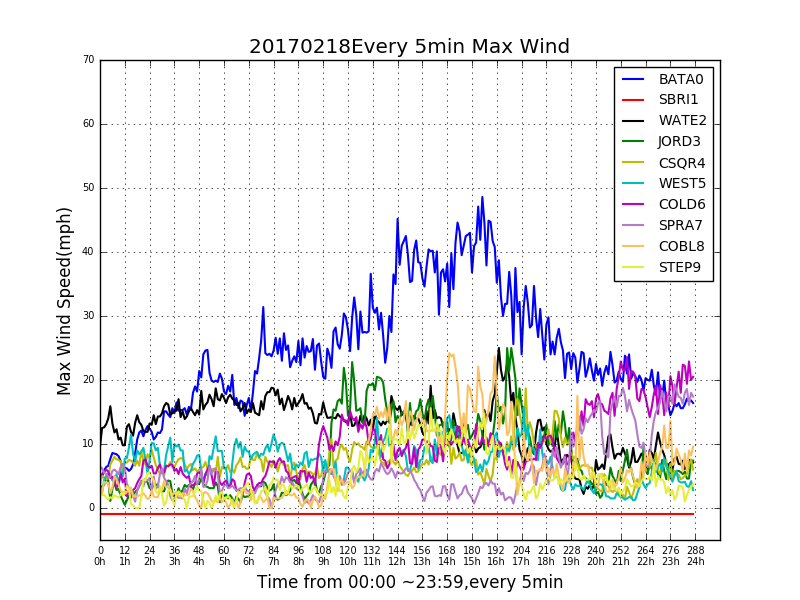 20170218Every 5min Max Wind
Max Wind Speed(mph)
70
60
50
40
30
20
10
0
BATA0
SBRI1
WATE2
JORD3
CSQR4
WEST5
COLD6
SPRA7
COBL8
STEP9
0 12 24 36 48 60 72 84 96 108 120 132 144 156 168 180 192 204 216 228 240 252 264 276 288
0h 1h 2h 3h 4h 5h 6h 7h 8h 9h 10h 11h 12h 13h 14h 15h 16h 17h 18h 19h 20h 21h 22h 23h 24h
Time from 00:00 ~23:59,every 5min